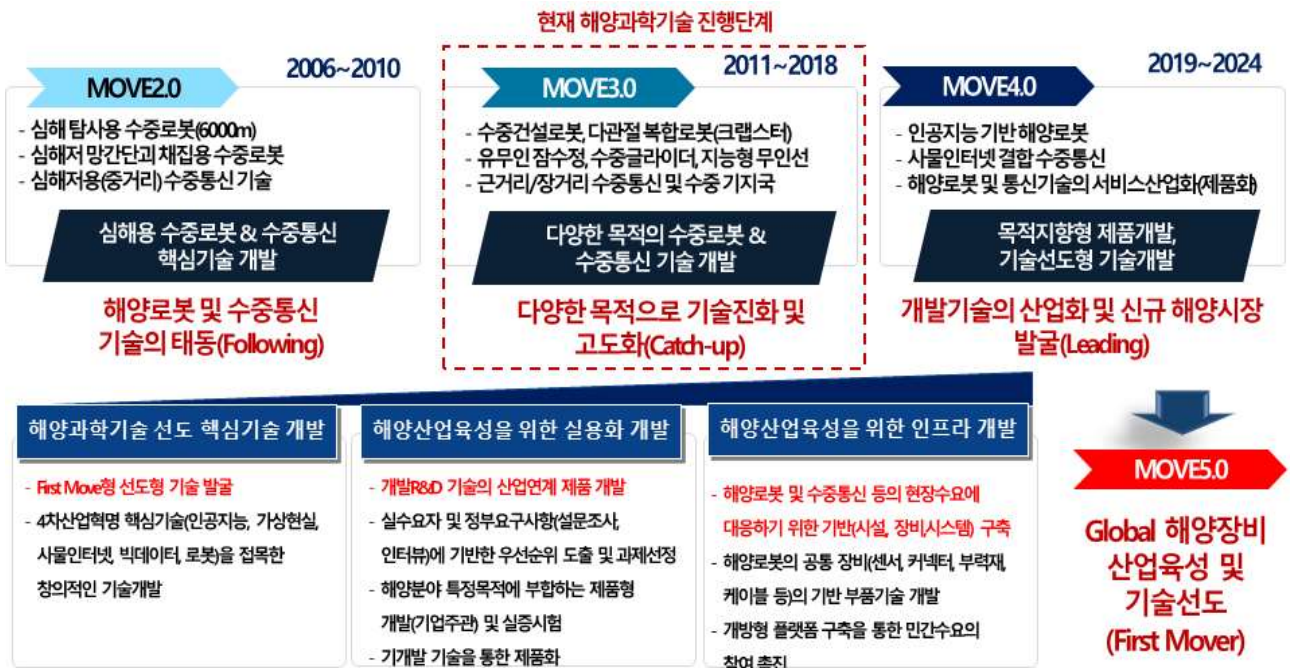 현재 해양과학기술 진행단계
MOVE2.0
2006~2010
- 심해 탐사용 수중로봇(6000m)
- 심해저 망간단괴 채집용 수중로봇
- 심해저용(중거리) 수중통신 기술
심해용 수중로봇 & 수중통신
핵심기술 개발
해양로봇 및 수중통신
기술의 태동(Following)
MOVE3.0
2011~2018
- 수중건설로봇, 다관절 복합로봇(크랩스터)
- 유무인 잠수정, 수중글라이더, 지능형 무인선
- 근거리/장거리 수중통신 및 수중 기지국
다양한 목적의 수중로봇 &
수중통신 기술 개발
다양한 목적으로 기술진화 및
고도화(Catch-up)
MOVE4.0
2019~2024
- 인공지능 기반 해양로봇
- 사물인터넷 결합 수중통신
- 해양로봇 및 통신기술의 서비스산업화(제품화)
목적지향형 제품개발,
기술선도형 기술개발
개발기술의 산업화 및 신규 해양시장
발굴(Leading)
해양과학기술 선도 핵심기술 개발
- First Move형 선도형 기술 발굴
- 4차산업혁명 핵심기술(인공지능, 가상현실,
사물인터넷, 빅데이터, 로봇)을 접목한
창의적인 기술개발
해양산업육성을 위한 실용화 개발
- 개발R&D 기술의 산업연계 제품 개발
- 실수요자 및 정부요구사항(설문조사,
인터뷰)에 기반한 우선순위 도출 및 과제선정
- 해양분야 특정목적에 부합하는 제품형
개발(기업주관) 및 실증시험
- 기개발 기술을 통한 제품화
해양산업육성을 위한 인프라 개발
- 해양로봇 및 수중통신 등의 현장수요에
대응하기 위한 기반(시설, 장비시스템) 구축
- 해양로봇의 공통 장비(센서, 커넥터, 부력재,
케이블 등)의 기반 부품기술 개발
- 개방형 플랫폼 구축을 통한 민간수요의
참여 촉진
MOVE5.0
Global 해양장비
산업육성 및
기술선도
(First Mover)